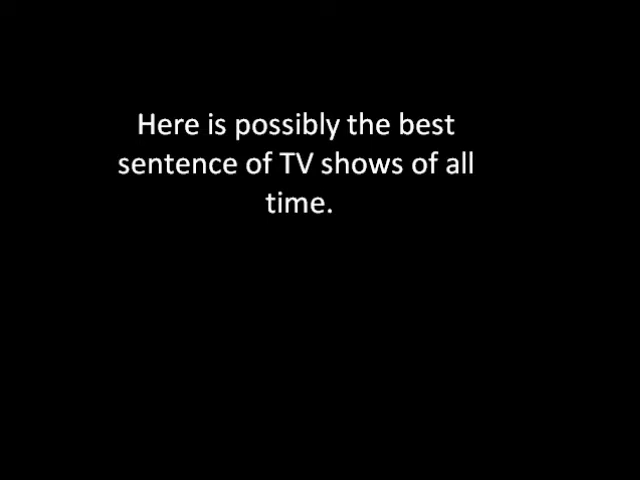 Here is possibly the best
sentence of TV shows of all
time.